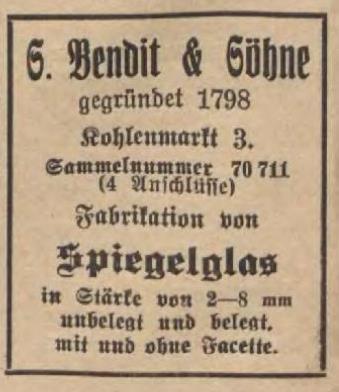 S. Bendit & Söhne
gegründet 1798
Kohlenmarkt 3.
Sammelnummer 70 711
(4 Anschlüsse)
Fabrikation von
Spiegelglas
in Stärke von 2—8 mm
unbelegt und belegt.
mit und ohne Facette.